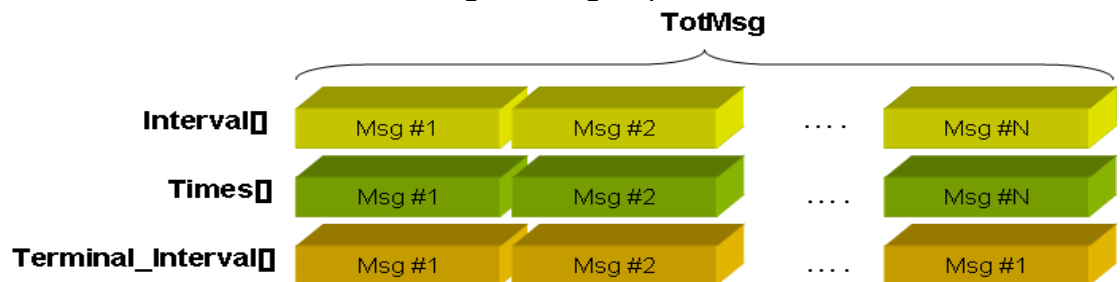 TotMsg
Interval[] Msg #1 Msg #2 .... Msg #N
Times[] Msg #1 Msg #2 .... Msg #N
Terminal_Interval[] Msg #1 Msg #2 .... Msg #1